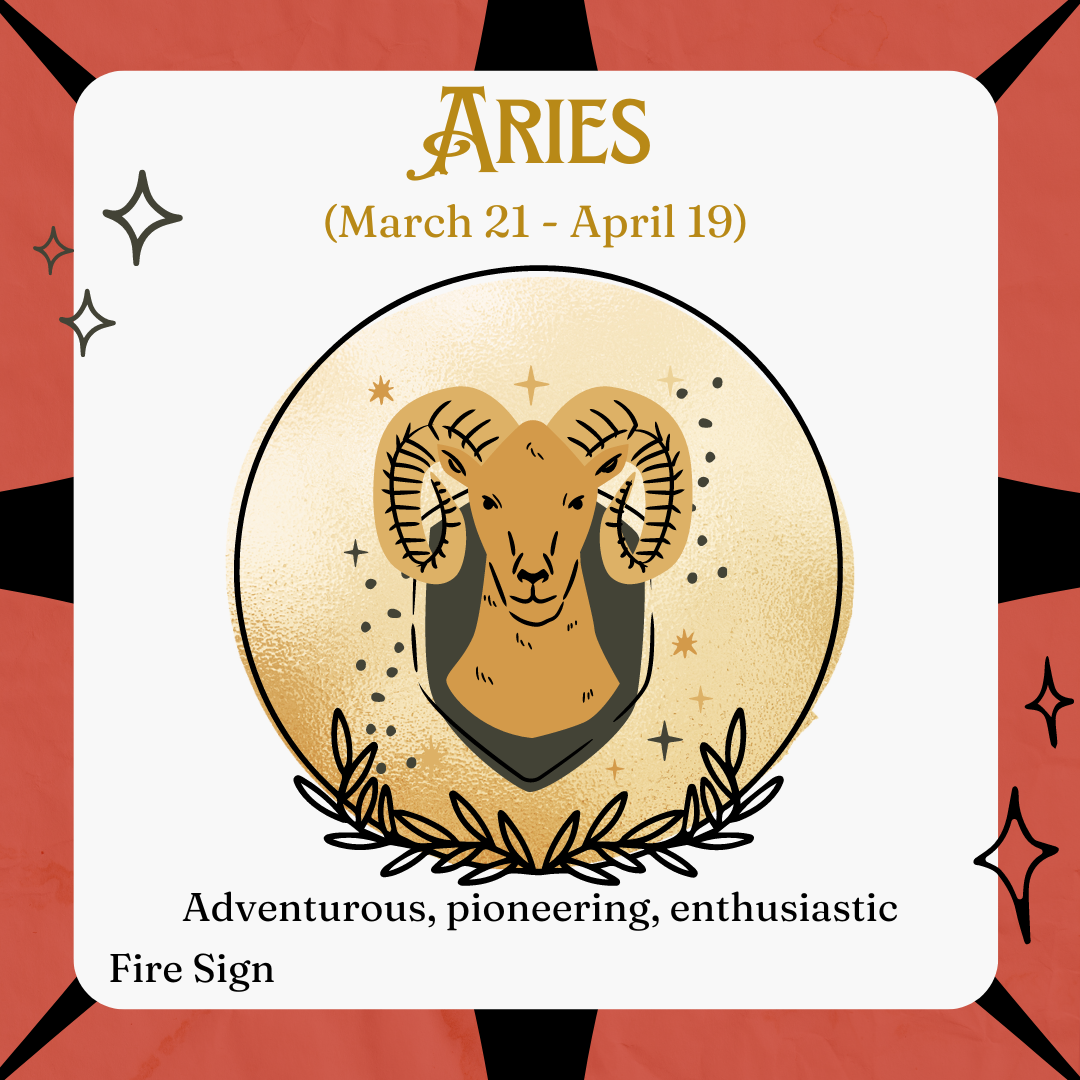 Aries
(March 21 - April 19)
Adventurous, pioneering, enthusiastic
Fire Sign